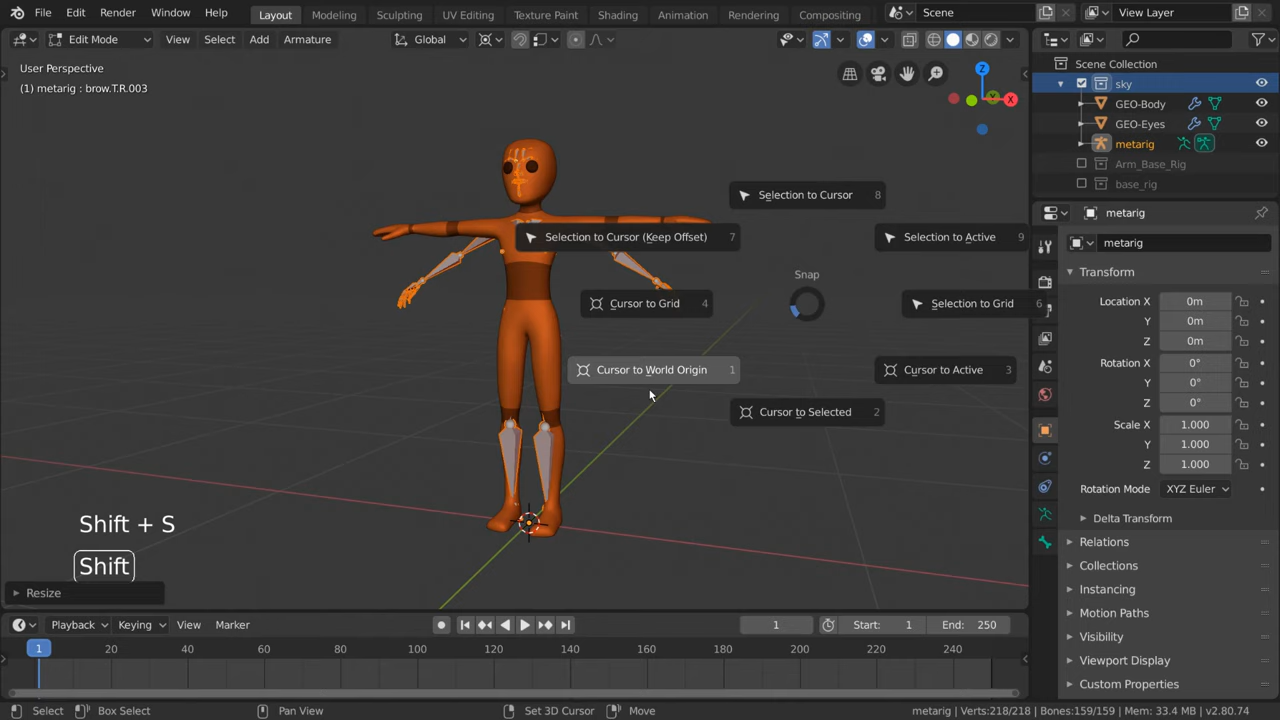 File Edit Render Window Help Layout Modeling Sculpting UV Editing Texture Paint Shading Animation Rendering Compositing Scene View Layer
Edit Mode View Select Add Armature Global
User Perspective
(1) metarig : brow.T.R.003
Z
Y
X
Scene Collection
sky
GEO-Body
GEO-Eyes
metarig
Arm_Base_Rig
base_rig
Selection to Cursor 8
Selection to Cursor (Keep Offset) 7
Selection to Active 9
Snap
Cursor to Grid 4
Selection to Grid 6
Cursor to World Origin 1
Cursor to Active 3
Cursor to Selected 2
metarig
metarig
Transform
Location X 0m
Y 0m
Z 0m
Rotation X 0°
Y 0°
Z 0°
Scale X 1.000
Y 1.000
Z 1.000
Rotation Mode XYZ Euler
Delta Transform
Relations
Collections
Instancing
Motion Paths
Visibility
Viewport Display
Custom Properties
Shift + S
Shift
Resize
Playback Keying View Marker 1 Start: 1 End: 250
1 20 40 60 80 100 120 140 160 180 200 220 240
Select Box Select Pan View Set 3D Cursor Move metarig | Verts:218/218 | Bones:159/159 | Mem: 33.4 MB | v2.80.74